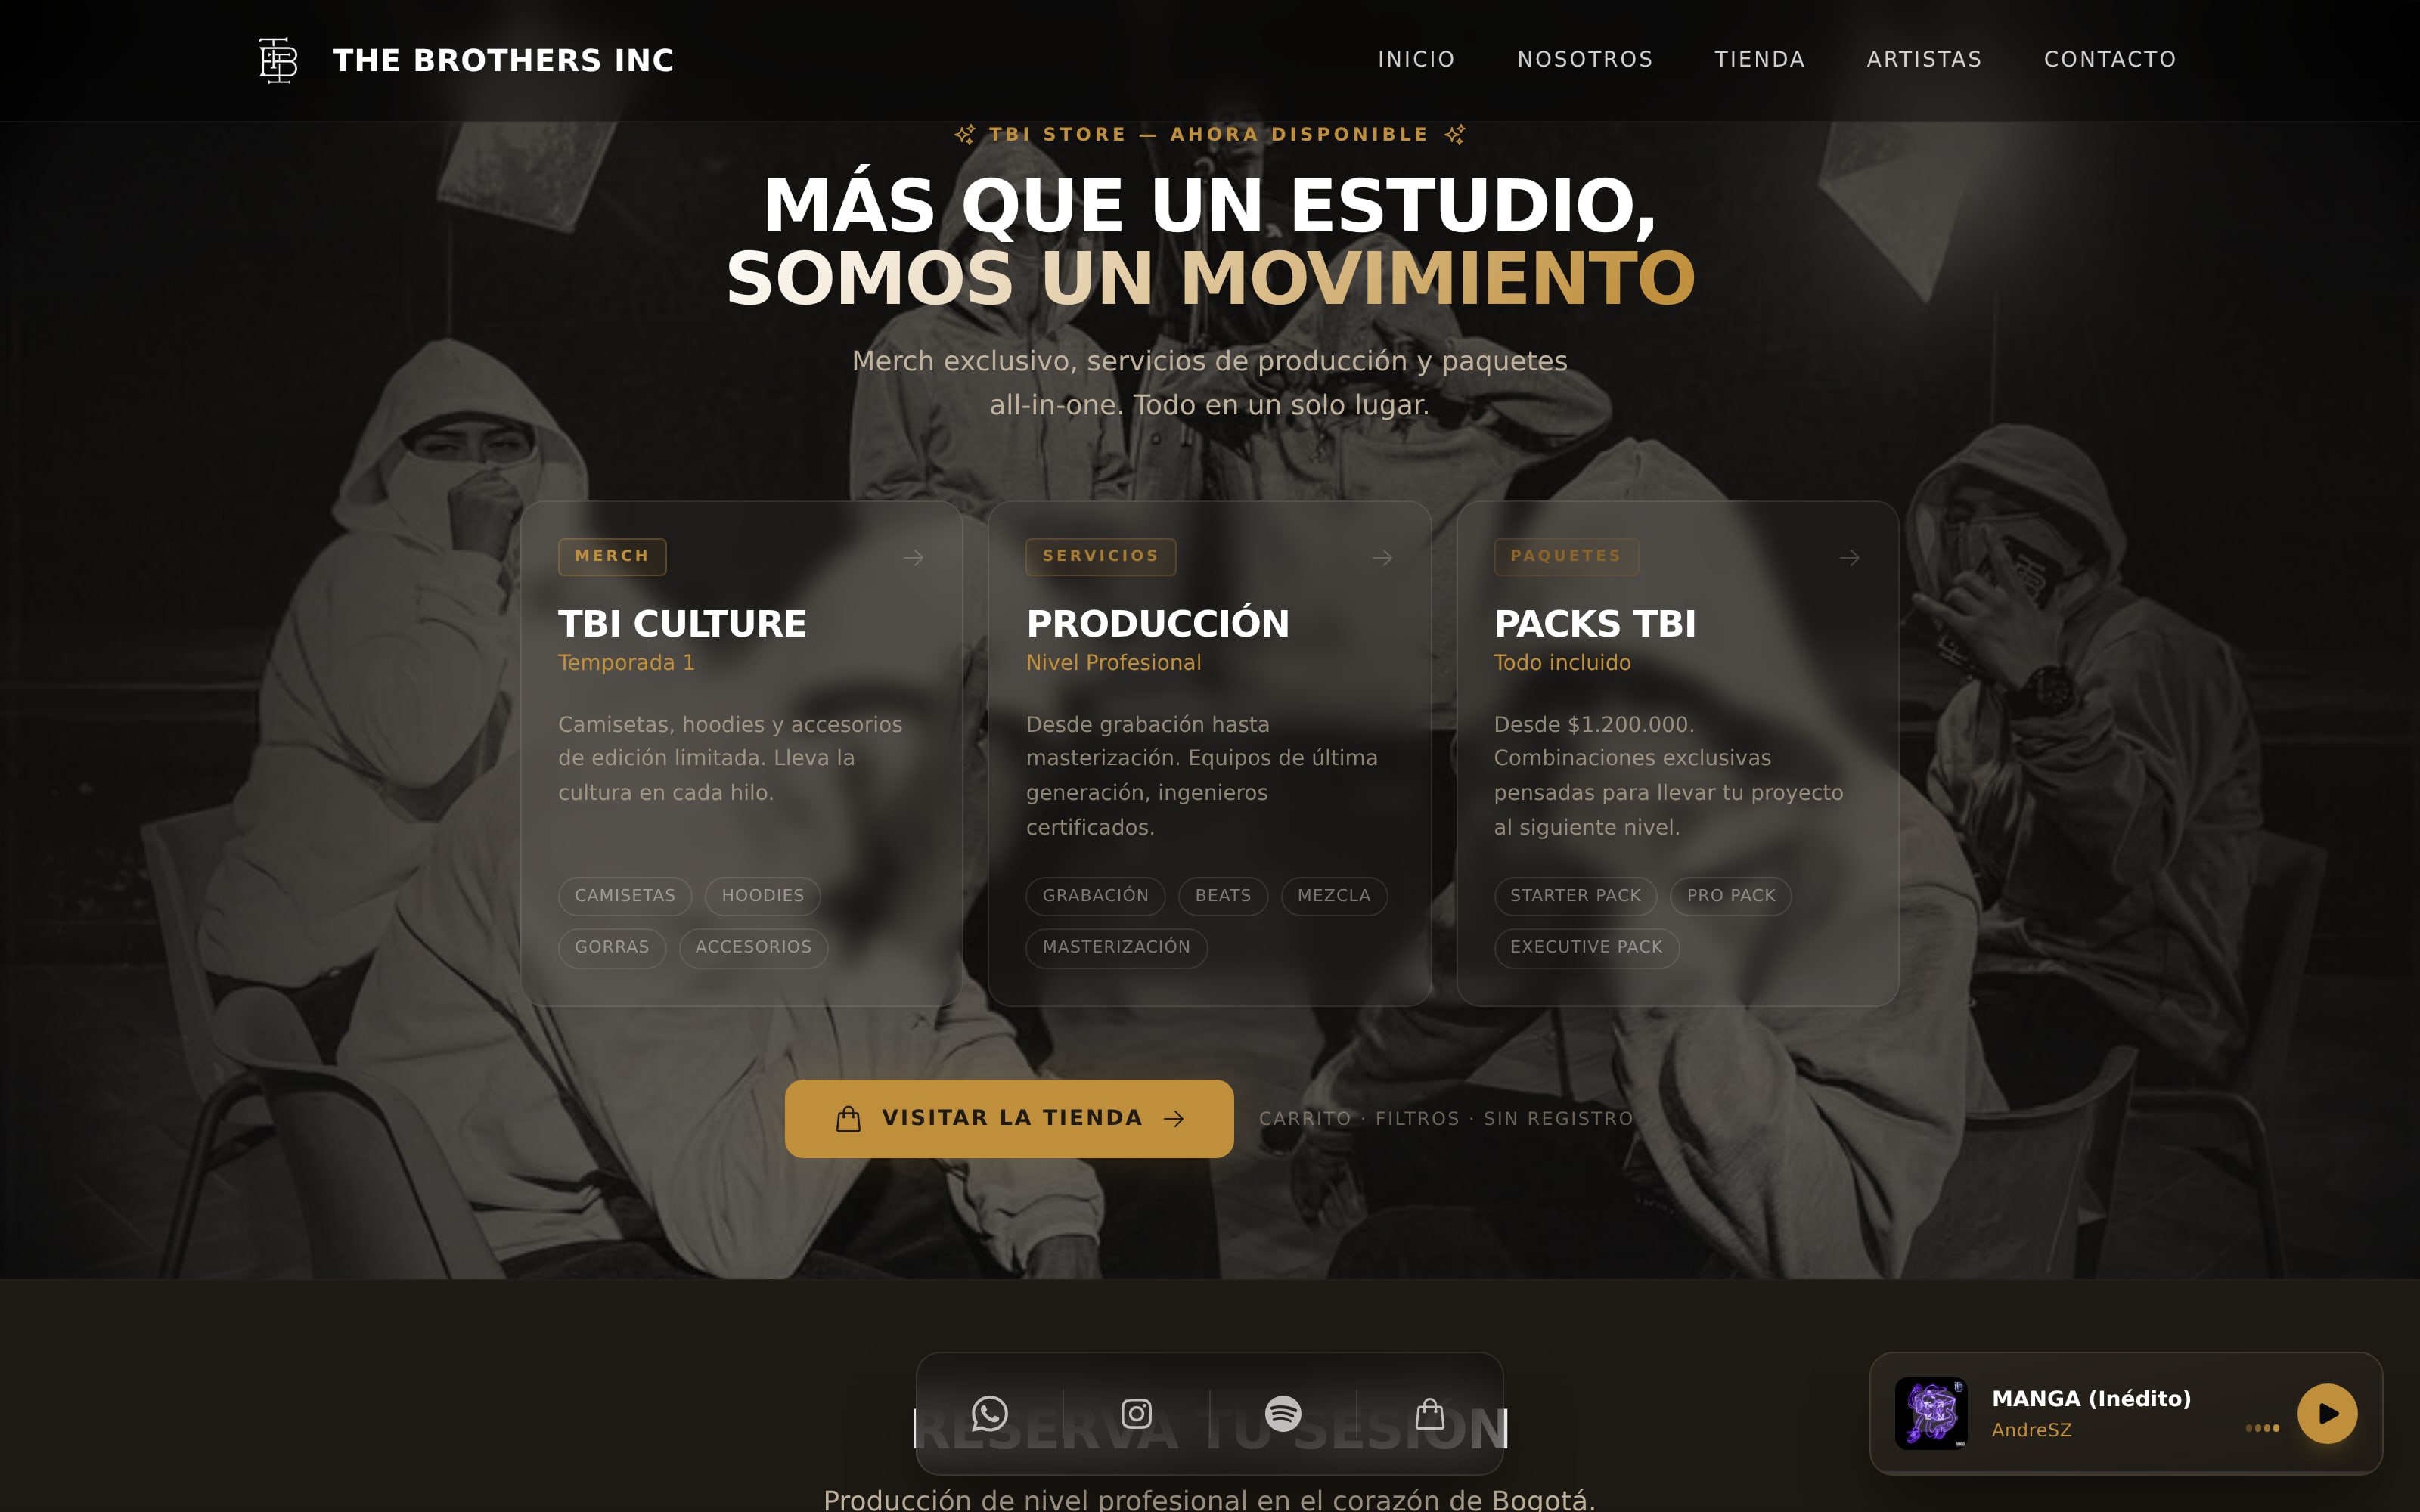 THE BROTHERS INC
INICIO NOSOTROS TIENDA ARTISTAS CONTACTO
TBI STORE — AHORA DISPONIBLE
MÁS QUE UN ESTUDIO,
SOMOS UN MOVIMIENTO
Merch exclusivo, servicios de producción y paquetes
all-in-one. Todo en un solo lugar.
MERCH
TBI CULTURE
Temporada 1
Camisetas, hoodies y accesorios
de edición limitada. Lleva la
cultura en cada hilo.
CAMISETAS HOODIES
GORRAS ACCESORIOS
SERVICIOS
PRODUCCIÓN
Nivel Profesional
Desde grabación hasta
masterización. Equipos de última
generación, ingenieros
certificados.
GRABACIÓN BEATS MEZCLA
MASTERIZACIÓN
PAQUETES
PACKS TBI
Todo incluido
Desde $1.200.000.
Combinaciones exclusivas
pensadas para llevar tu proyecto
al siguiente nivel.
STARTER PACK PRO PACK
EXECUTIVE PACK
VISITAR LA TIENDA
CARRITO · FILTROS · SIN REGISTRO
RESERVA TU SESIÓN
Producción de nivel profesional en el corazón de Bogotá.
MANGA (Inédito)
AndreSZ